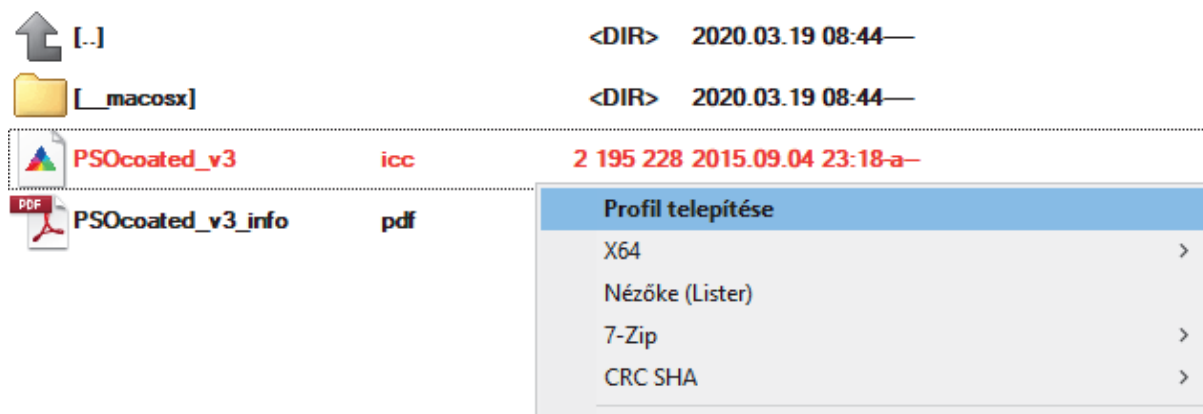 [..] <DIR> 2020.03.19 08:44----
[__macosx] <DIR> 2020.03.19 08:44----
PSOcoated_v3 icc 2 195 228 2015.09.04 23:18-a--
PDF PSOcoated_v3_info pdf
Profil telepítése
X64
Nézőke (Lister)
7-Zip
CRC SHA